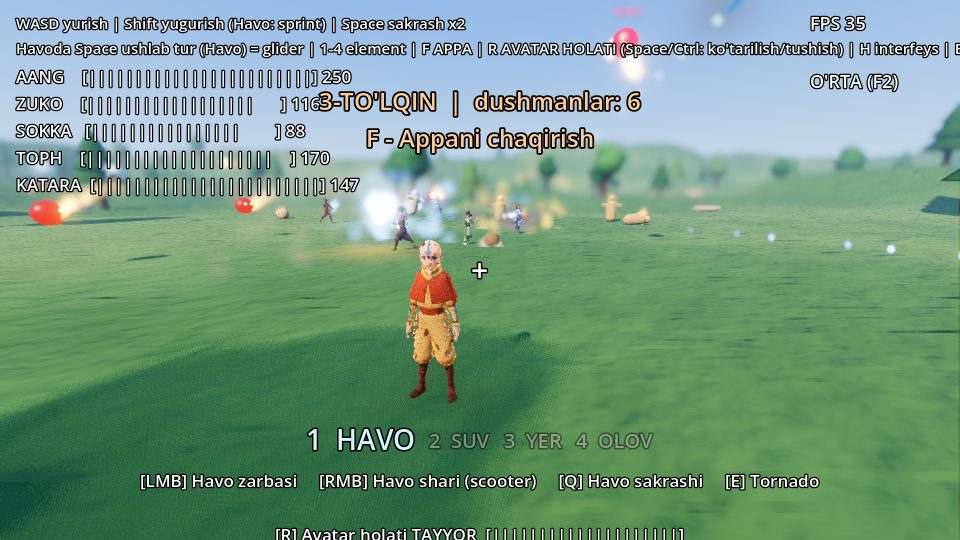 WASD yurish | Shift yugurish (Havo: sprint) | Space sakrash x2
FPS 35
Havoda Space ushlab tur (Havo) = glider | 1-4 element | F APPA | R AVATAR HOLATI (Space/Ctrl: ko'tarilish/tushish) | H interfeys |
AANG [||||||||||||||||||||||||] 250
O'RTA (F2)
ZUKO [|||||||||||||||||| ] 116
3-TO'LQIN | dushmanlar: 6
SOKKA [|||||||||||||||| ] 88
F - Appani chaqirish
TOPH [|||||||||||||||||||| ] 170
KATARA [||||||||||||||||||||||||] 147
+
1 HAVO 2 SUV 3 YER 4 OLOV
[LMB] Havo zarbasi [RMB] Havo shari (scooter) [Q] Havo sakrashi [E] Tornado
[R] Avatar holati TAYYOR [||||||||||||||||||||]